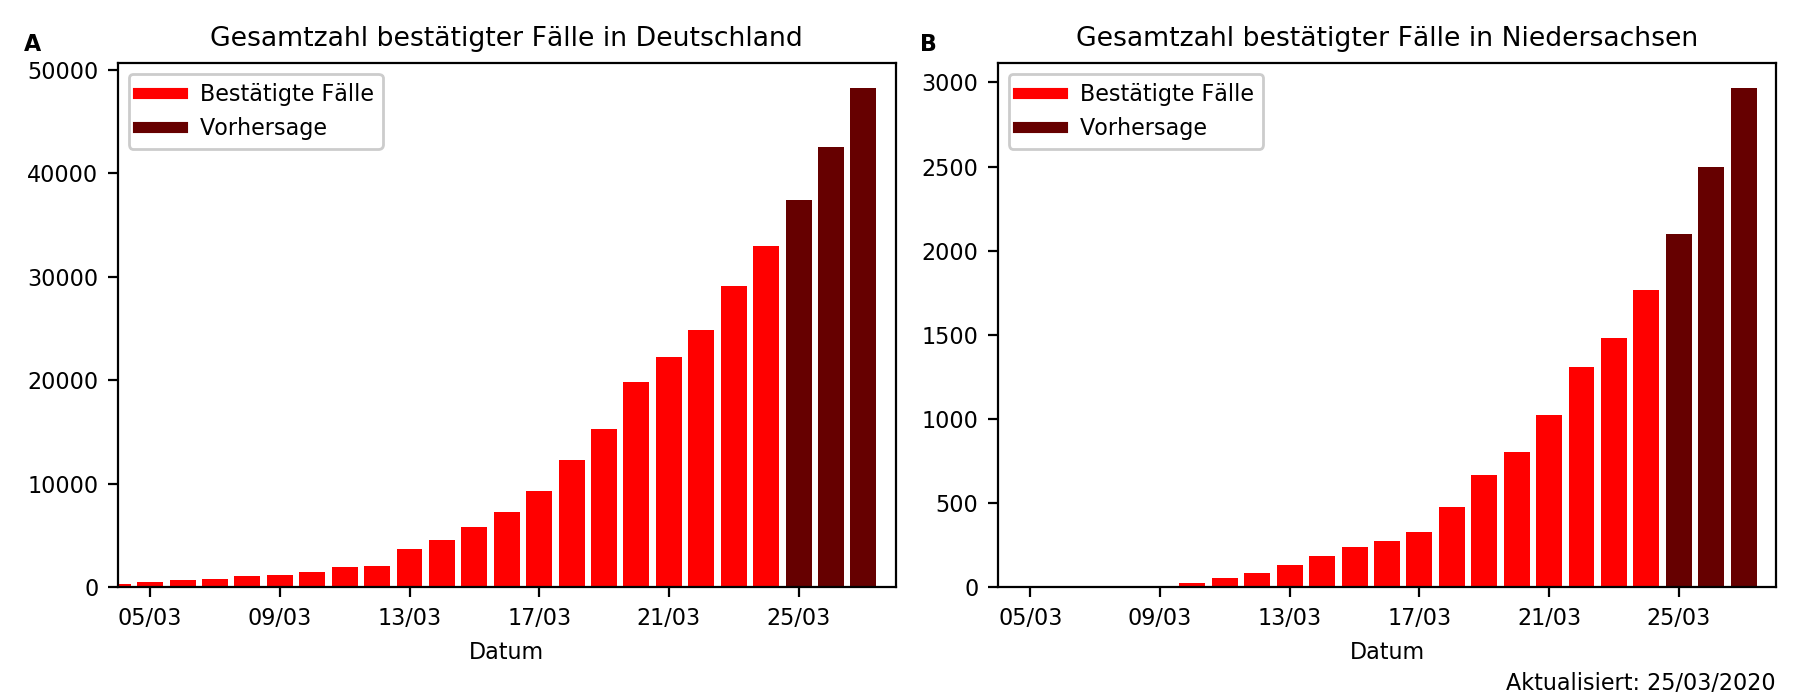 A
Gesamtzahl bestätigter Fälle in Deutschland
50000
40000
30000
20000
10000
0
Bestätigte Fälle
Vorhersage
05/03 09/03 13/03 17/03 21/03 25/03
Datum
B
Gesamtzahl bestätigter Fälle in Niedersachsen
3000
2500
2000
1500
1000
500
0
Bestätigte Fälle
Vorhersage
05/03 09/03 13/03 17/03 21/03 25/03
Datum
Aktualisiert: 25/03/2020